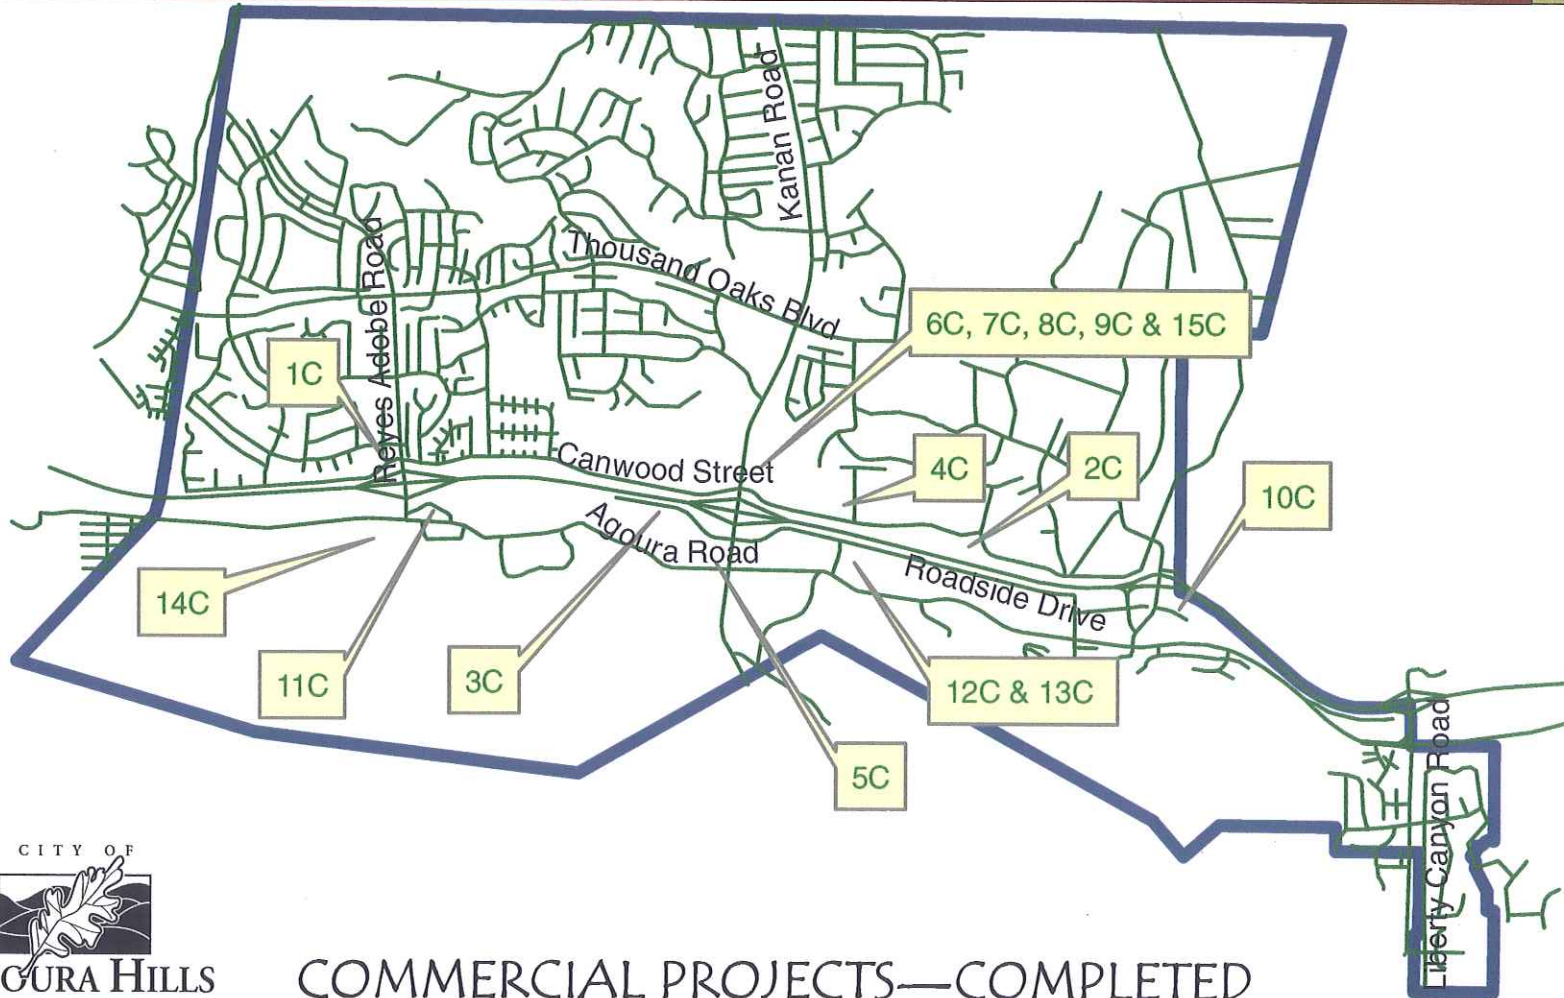 Kanan Road
Thousand Oaks Blvd
Reyes Adobe Road
6C, 7C, 8C, 9C & 15C
1C
Canwood Street
4C
2C
10C
Agoura Road
Roadside Drive
14C
11C
3C
12C & 13C
5C
Liberty Canyon Road
CITY OF
OURA HILLS
COMMERCIAL PROJECTS—COMPLETED